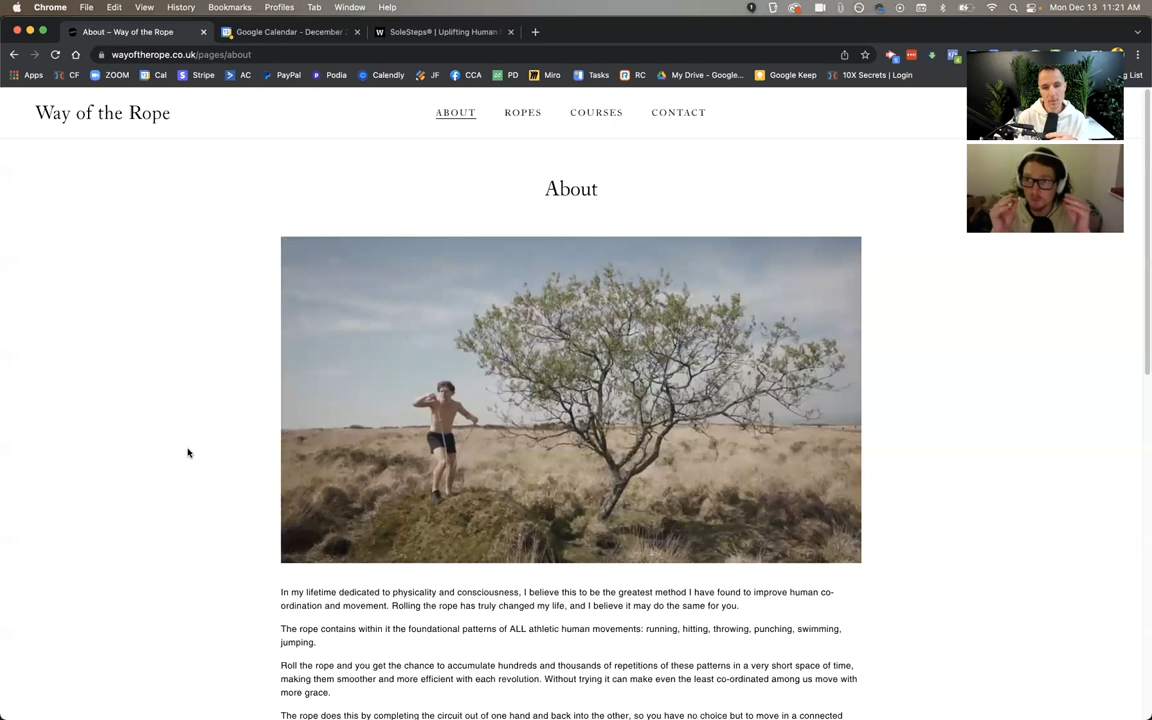 Chrome File Edit View History Bookmarks Profiles Tab Window Help Mon Dec 13 11:21 AM
About – Way of the Rope Google Calendar - December SoleSteps® | Uplifting Human
wayoftherope.co.uk/pages/about
Apps CF ZOOM Cal Stripe AC PayPal Podia Calendly JF CCA PD Miro Tasks RC My Drive - Google... Google Keep 10X Secrets | Login g List
Way of the Rope ABOUT ROPES COURSES CONTACT
About
In my lifetime dedicated to physicality and consciousness, I believe this to be the greatest method I have found to improve human co-
ordination and movement. Rolling the rope has truly changed my life, and I believe it may do the same for you.
The rope contains within it the foundational patterns of ALL athletic human movements: running, hitting, throwing, punching, swimming,
jumping.
Roll the rope and you get the chance to accumulate hundreds and thousands of repetitions of these patterns in a very short space of time,
making them smoother and more efficient with each revolution. Without trying it can make even the least co-ordinated among us move with
more grace.
The rope does this by completing the circuit out of one hand and back into the other, so you have no choice but to move in a connected